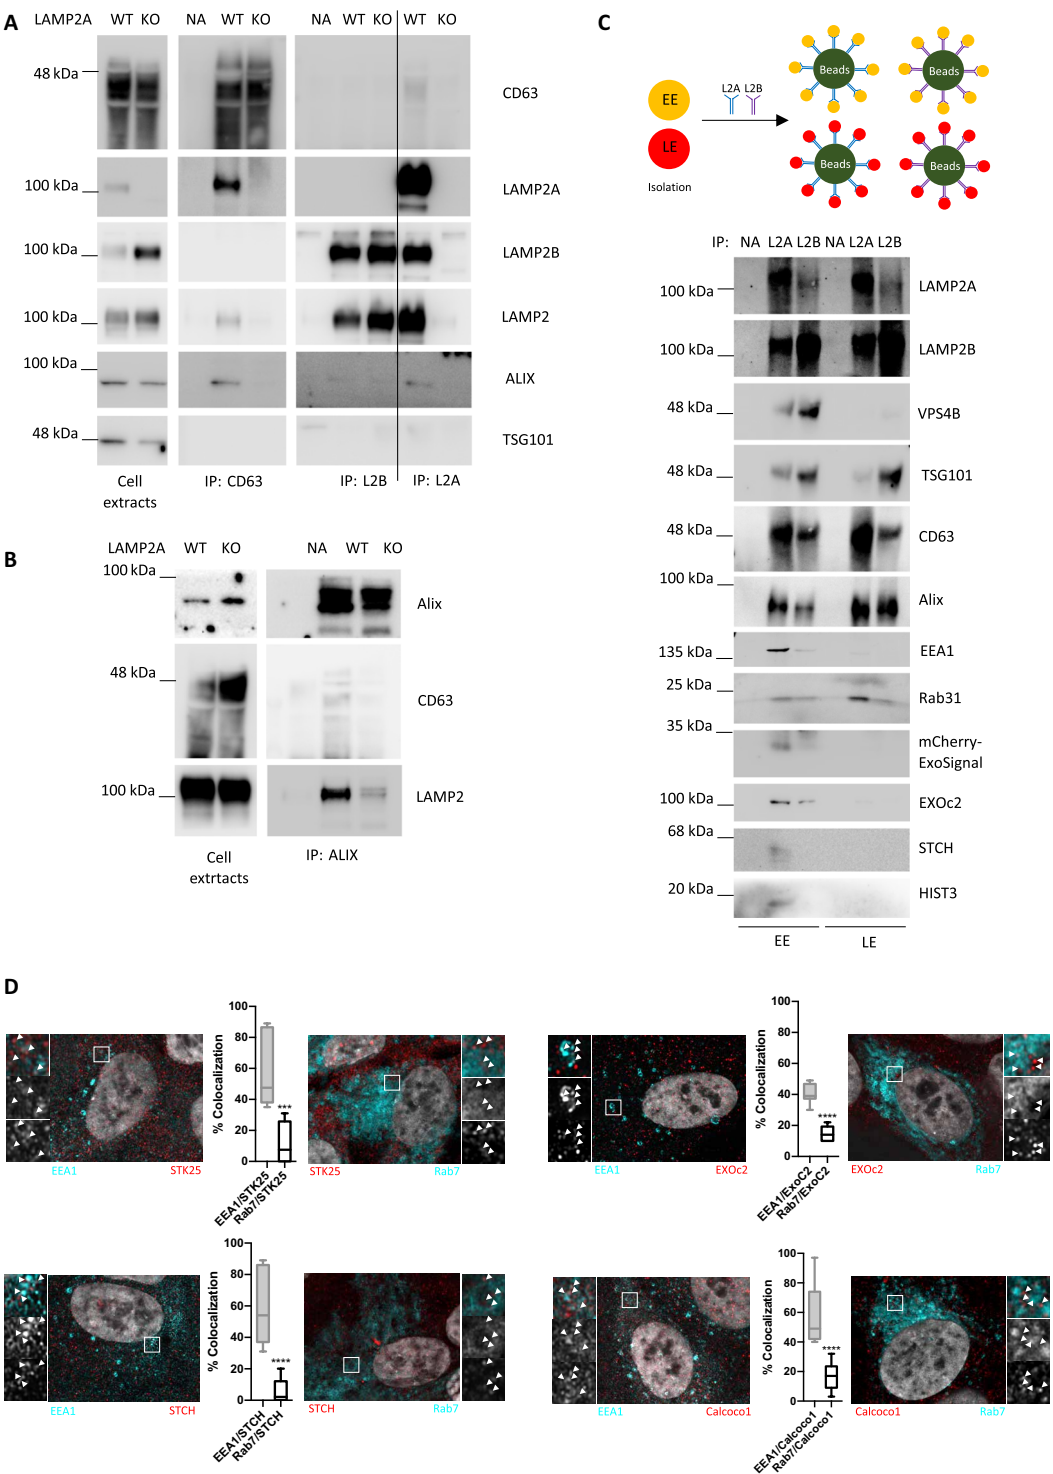 A
LAMP2A WT KO NA WT KO NA WT KO WT KO
48 kDa
CD63
100 kDa
LAMP2A
100 kDa
LAMP2B
100 kDa
LAMP2
100 kDa
ALIX
48 kDa
TSG101
Cell
extracts
IP: CD63
IP: L2B
IP: L2A
B
LAMP2A WT KO NA WT KO
100 kDa
Alix
48 kDa
CD63
100 kDa
LAMP2
Cell
extrtacts
IP: ALIX
C
EE
LE
Isolation
L2A L2B
Beads
Beads
Beads
Beads
IP: NA L2A L2B NA L2A L2B
100 kDa
LAMP2A
100 kDa
LAMP2B
48 kDa
VPS4B
48 kDa
TSG101
48 kDa
CD63
100 kDa
Alix
135 kDa
EEA1
25 kDa
Rab31
35 kDa
mCherry-
ExoSignal
100 kDa
EXOc2
68 kDa
STCH
20 kDa
HIST3
EE
LE
D
EEA1 STK25
% Colocalization
100
80
60
40
20
0
***
EEA1/STK25
Rab7/STK25
STK25 Rab7
EEA1 EXOc2
% Colocalization
100
80
60
40
20
0
****
EEA1/ExoC2
Rab7/ExoC2
EXOc2 Rab7
EEA1 STCH
% Colocalization
100
80
60
40
20
0
****
EEA1/STCH
Rab7/STCH
STCH Rab7
EEA1 Calcoco1
% Colocalization
100
80
60
40
20
0
****
EEA1/Calcoco1
Rab7/Calcoco1
Calcoco1 Rab7